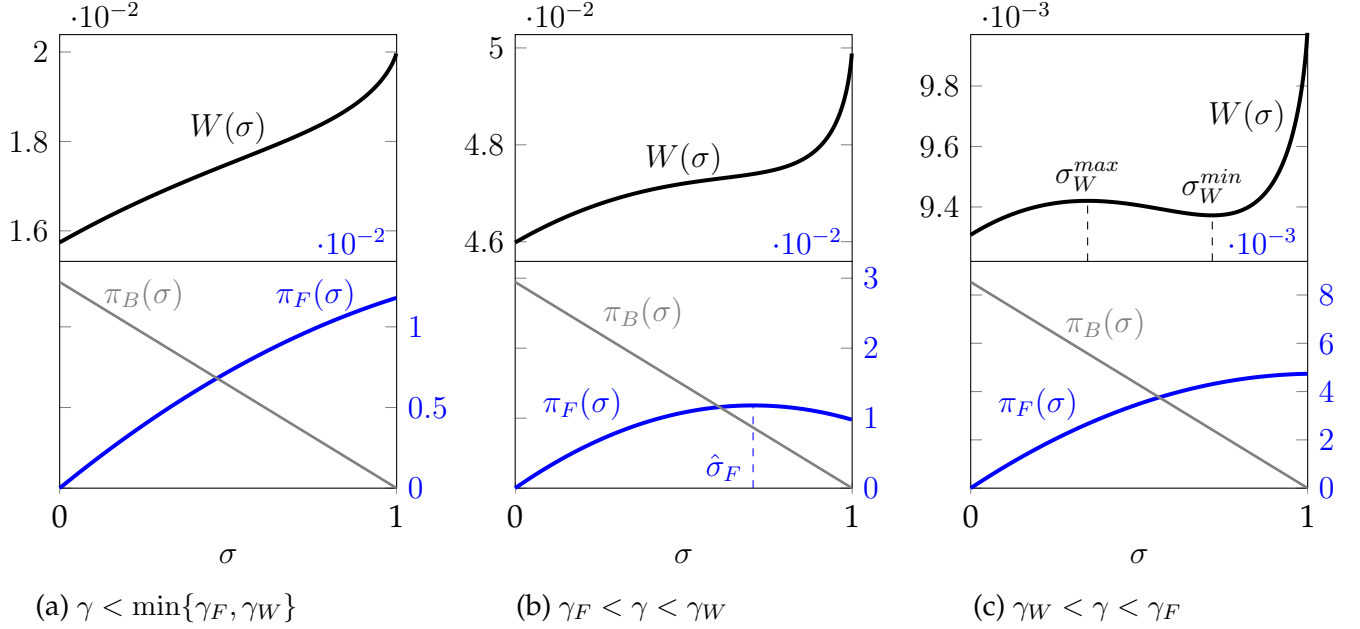 ·10⁻²
2
1.8
1.6
W(σ)
·10⁻²
π_B(σ)
π_F(σ)
1
0.5
0
0
1
σ
(a) γ < min{γ_F, γ_W}
·10⁻²
5
4.8
4.6
W(σ)
·10⁻²
π_B(σ)
π_F(σ)
σ̂_F
3
2
1
0
0
1
σ
(b) γ_F < γ < γ_W
·10⁻³
9.8
9.6
9.4
W(σ)
σ_W^{max}
σ_W^{min}
·10⁻³
π_B(σ)
π_F(σ)
8
6
4
2
0
0
1
σ
(c) γ_W < γ < γ_F